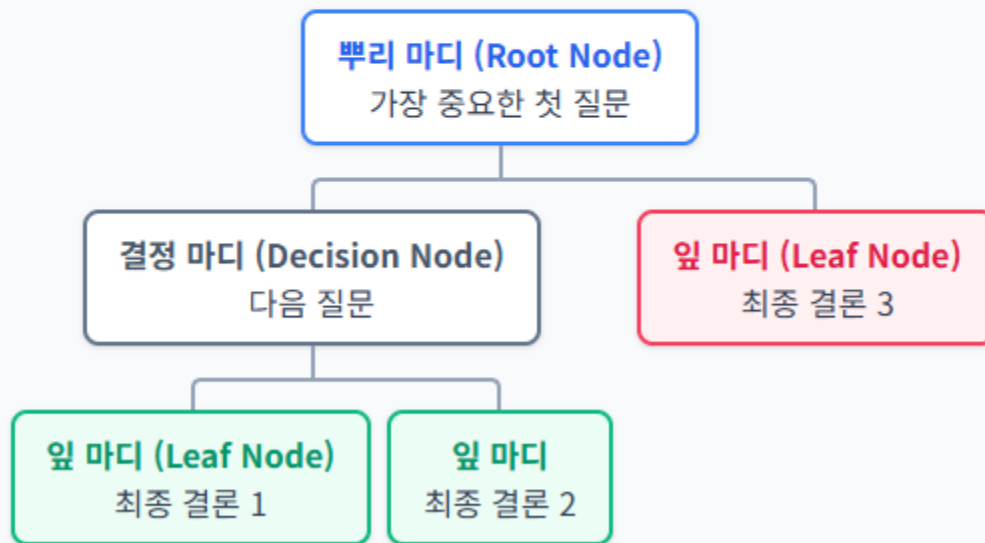 뿌리 마디 (Root Node)
가장 중요한 첫 질문
결정 마디 (Decision Node)
다음 질문
잎 마디 (Leaf Node)
최종 결론 3
잎 마디 (Leaf Node)
최종 결론 1
잎 마디
최종 결론 2